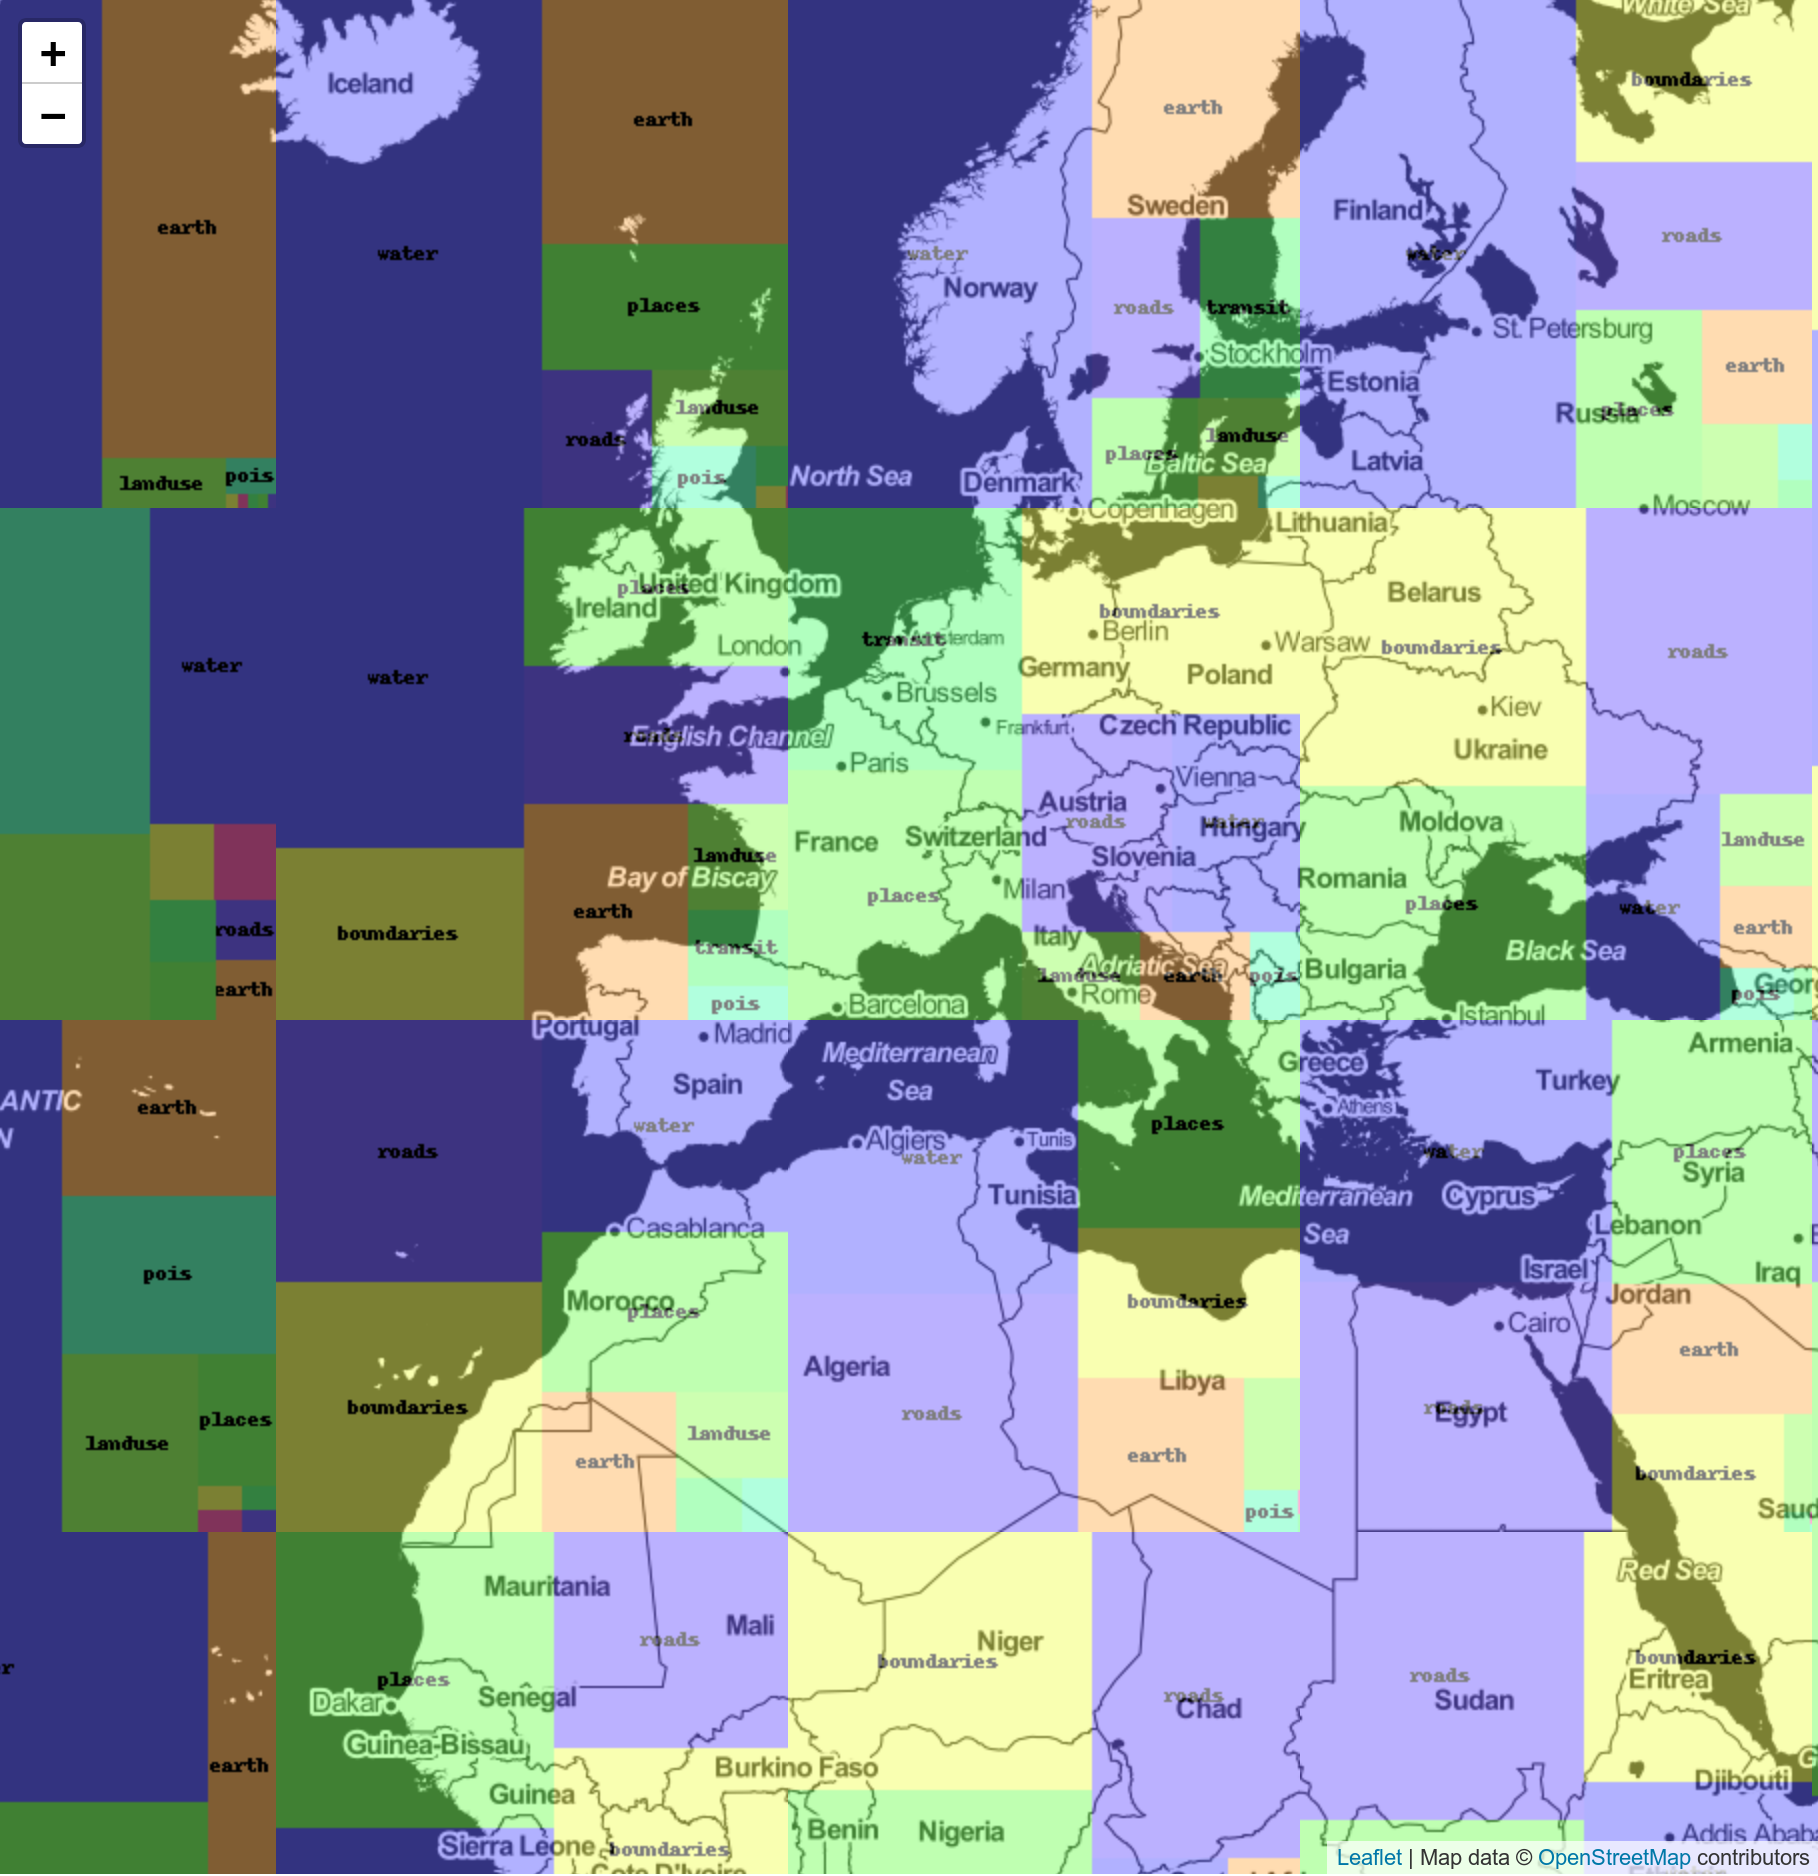 White Sea
+
−
Iceland
boundaries
earth
earth
Sweden
Finland
earth
water
water
water
roads
Norway
places
roads
transit
St. Petersburg
Stockholm
Estonia
earth
landuse
Russia
places
roads
landuse
places
Baltic Sea
Latvia
landuse
pois
pois
North Sea
Denmark
Moscow
Copenhagen
Lithuania
places
United Kingdom
Ireland
Belarus
boundaries
Berlin
London
transit
Amsterdam
Warsaw
boundaries
roads
water
water
Germany
Poland
Brussels
Kiev
Frankfurt
Czech Republic
roads
English Channel
Ukraine
Paris
Vienna
Austria
roads
water
Hungary
Moldova
landuse
France
Switzerland
landuse
Slovenia
Bay of Biscay
Milan
Romania
places
places
water
earth
earth
roads
boundaries
Italy
transit
Black Sea
Adriatic Sea
landuse
earth
pois
Bulgaria
earth
Rome
pois
Geor
pois
Barcelona
Istanbul
Portugal
Madrid
Mediterranean
Sea
Armenia
Greece
Spain
Turkey
ANTIC
N
earth
Athens
water
places
Algiers
Tunis
roads
water
water
places
Syria
Tunisia
Mediterranean
Sea
Cyprus
Casablanca
Lebanon
pois
Israel
Iraq
Morocco
places
boundaries
Jordan
Cairo
earth
Algeria
Libya
boundaries
places
roads
roads
Egypt
landuse
landuse
earth
earth
boundaries
pois
Saud
Red Sea
Mauritania
Mali
roads
Niger
boundaries
boundaries
r
places
Eritrea
roads
Dakar
Senegal
roads
Chad
Sudan
Guinea-Bissau
earth
Burkino Faso
Djibouti
G
Guinea
Benin
Nigeria
Addis Ababa
Sierra Leone
boundaries
Leaflet | Map data © OpenStreetMap contributors
Cote D'Ivoire